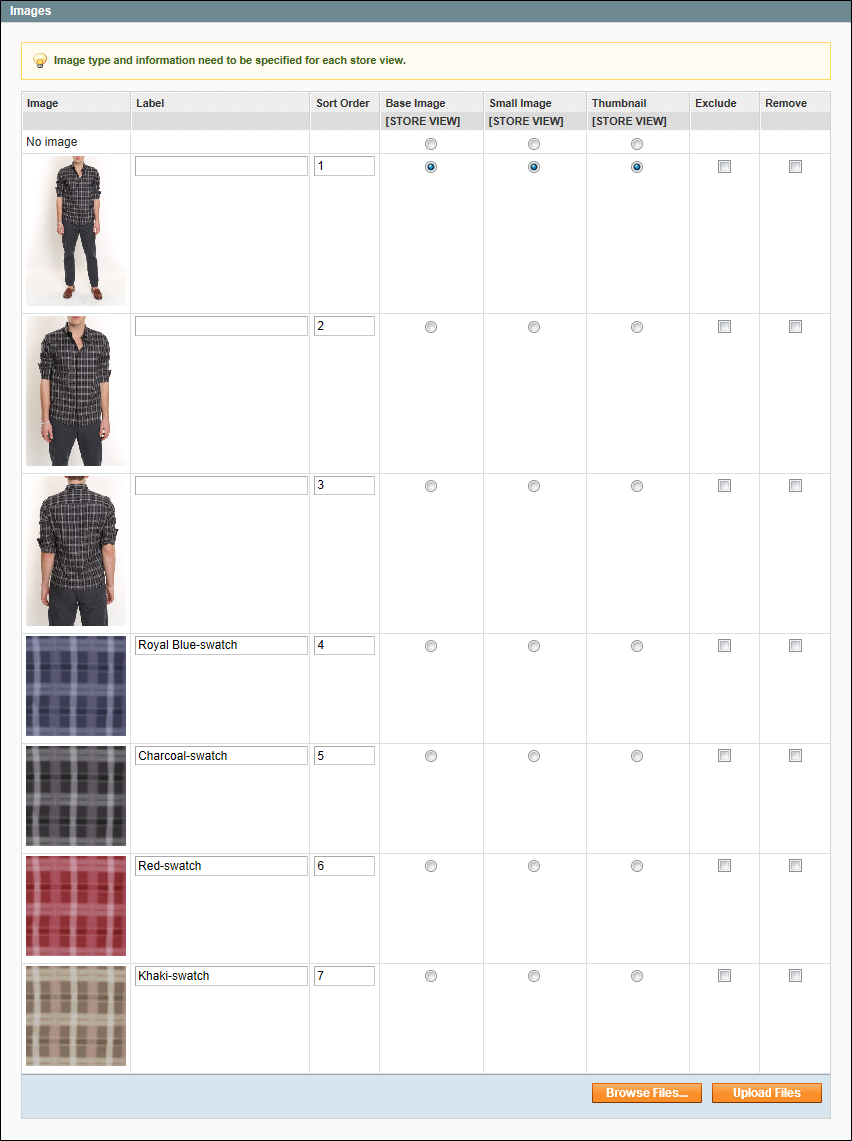 Images
Image type and information need to be specified for each store view.
Image Label Sort Order Base Image Small Image Thumbnail Exclude Remove
[STORE VIEW] [STORE VIEW] [STORE VIEW]
No image
1
2
3
Royal Blue-swatch 4
Charcoal-swatch 5
Red-swatch 6
Khaki-swatch 7
Browse Files... Upload Files